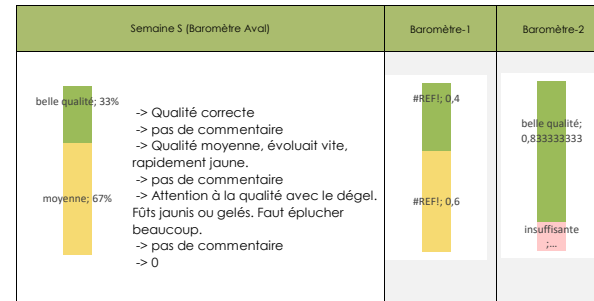 Semaine S (Baromètre Aval)
Baromètre-1
Baromètre-2
belle qualité; 33%
moyenne; 67%
-> Qualité correcte
-> pas de commentaire
-> Qualité moyenne, évoluait vite,
rapidement jaune.
-> pas de commentaire
-> Attention à la qualité avec le dégel.
Fûts jaunis ou gelés. Faut éplucher
beaucoup.
-> pas de commentaire
-> 0
#REF!; 0,4
#REF!; 0,6
belle qualité;
0,833333333
insuffisante
;...